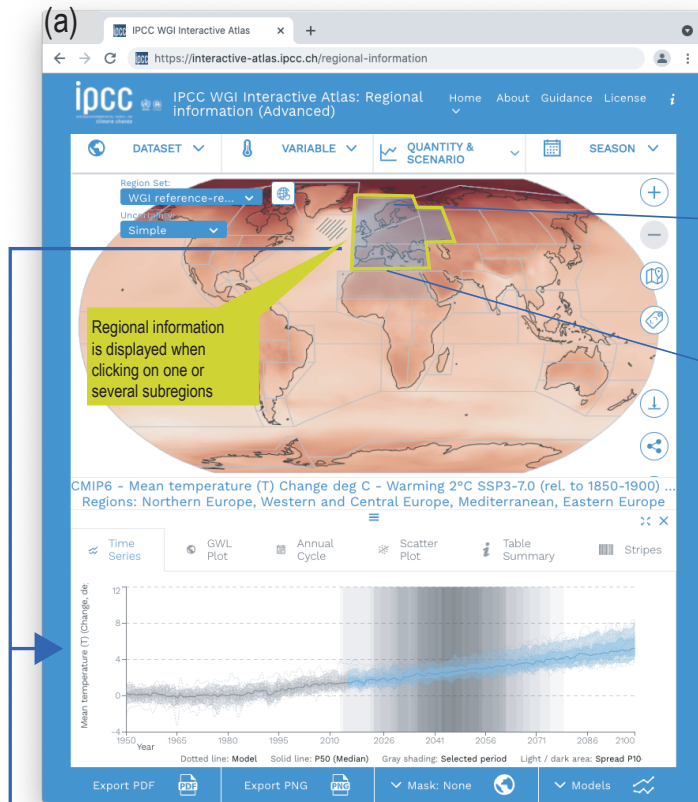 (a)
IPCC WGI Interactive Atlas
https://interactive-atlas.ipcc.ch/regional-information
ipcc
climate change
IPCC WGI Interactive Atlas: Regional
information (Advanced)
Home About Guidance License i
DATASET VARIABLE QUANTITY &
SCENARIO SEASON
Region Set:
WGI reference-re...
Simple
Regional information
is displayed when
clicking on one or
several subregions
CMIP6 - Mean temperature (T) Change deg C - Warming 2°C SSP3-7.0 (rel. to 1850-1900) ...
Regions: Northern Europe, Western and Central Europe, Mediterranean, Eastern Europe
Time
Series
GWL
Plot
Annual
Cycle
Scatter
Plot
Table
Summary
Stripes
Mean temperature (T) (Change, de
12
8
4
0
-4
1950 1965 1980 1995 2010 2026 2041 2056 2071 2086 2100
Year
Dotted line: Model Solid line: P50 (Median) Gray shading: Selected period Light / dark area: Spread P10
Export PDF PDF Export PNG PNG Mask: None Models